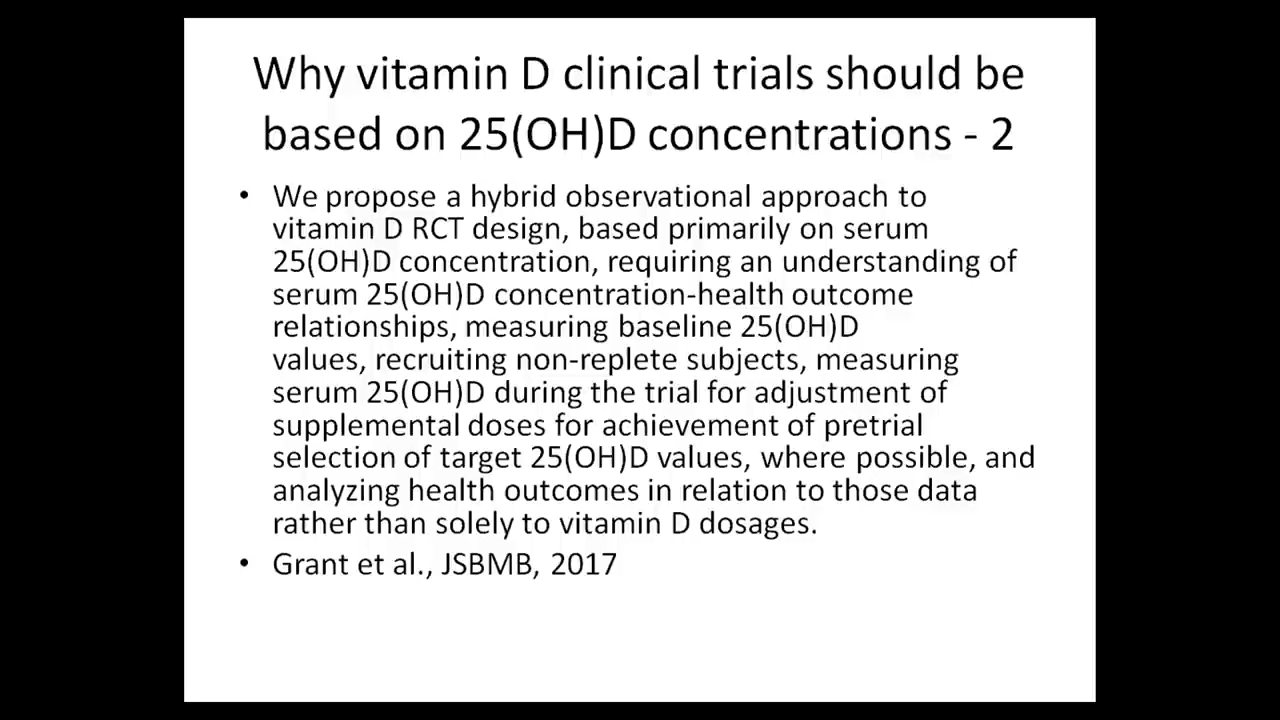 Why vitamin D clinical trials should be
based on 25(OH)D concentrations - 2
• We propose a hybrid observational approach to
vitamin D RCT design, based primarily on serum
25(OH)D concentration, requiring an understanding of
serum 25(OH)D concentration-health outcome
relationships, measuring baseline 25(OH)D
values, recruiting non-replete subjects, measuring
serum 25(OH)D during the trial for adjustment of
supplemental doses for achievement of pretrial
selection of target 25(OH)D values, where possible, and
analyzing health outcomes in relation to those data
rather than solely to vitamin D dosages.
• Grant et al., JSBMB, 2017